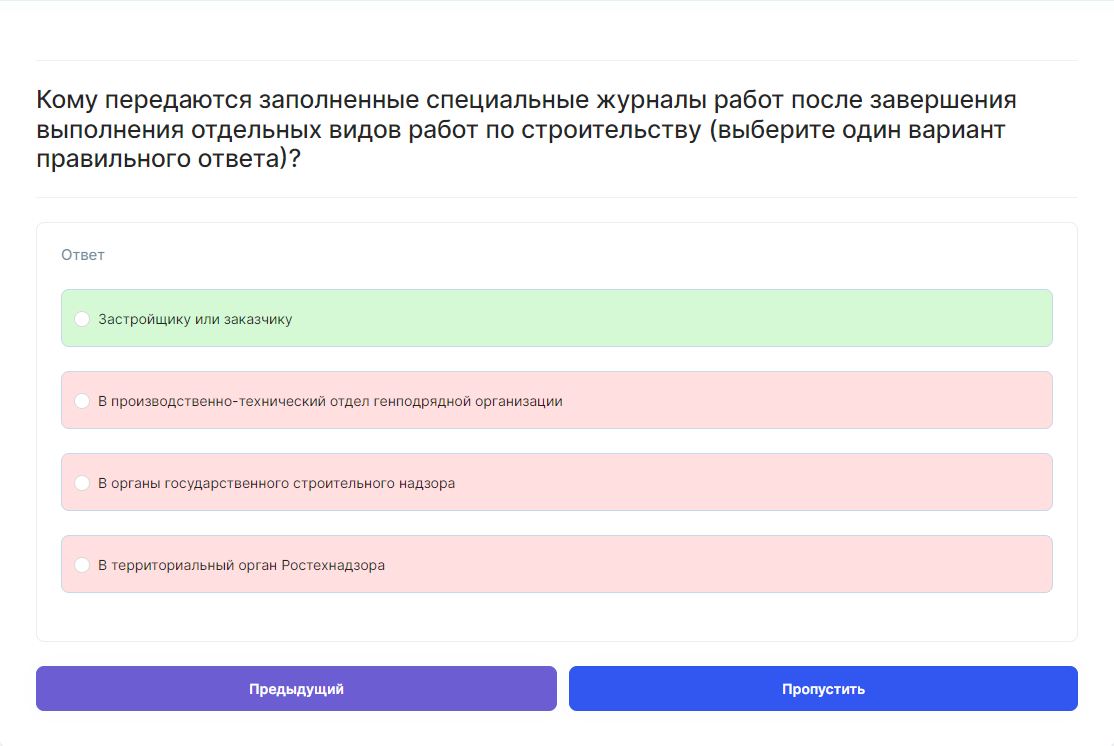 Кому передаются заполненные специальные журналы работ после завершения
выполнения отдельных видов работ по строительству (выберите один вариант
правильного ответа)?
Ответ
Застройщику или заказчику
В производственно-технический отдел генподрядной организации
В органы государственного строительного надзора
В территориальный орган Ростехнадзора
Предыдущий
Пропустить